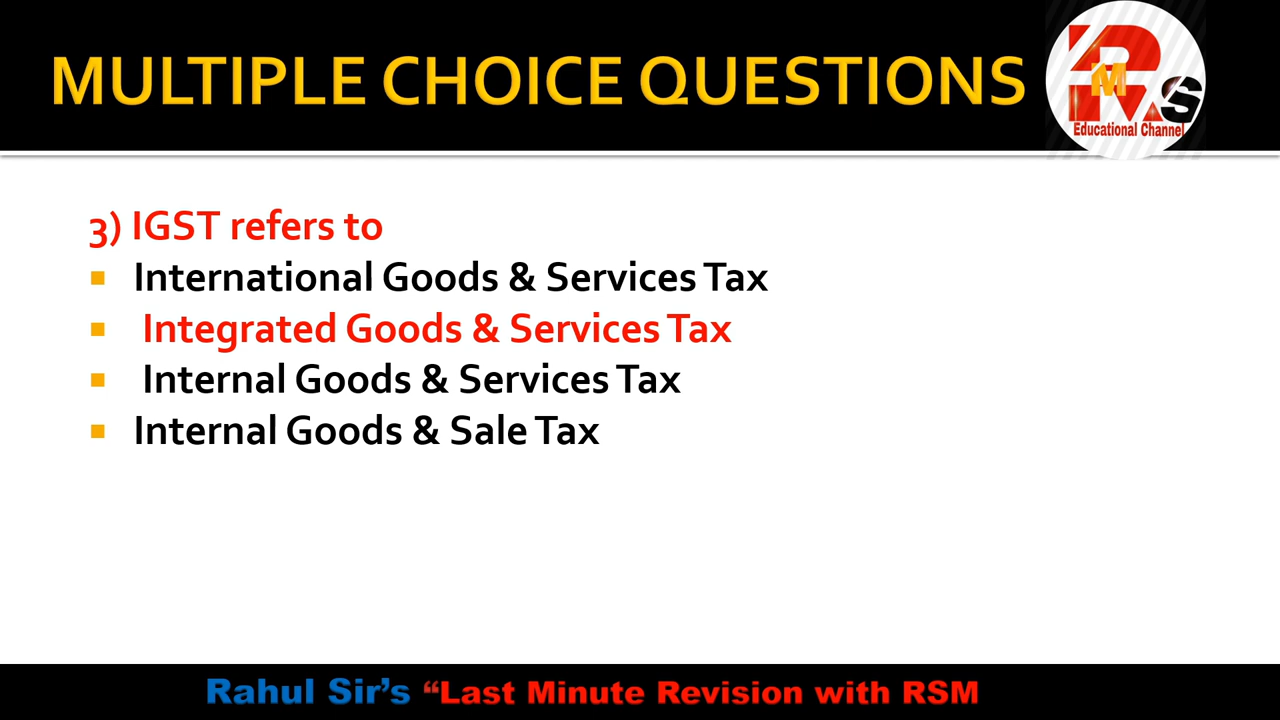 MULTIPLE CHOICE QUESTIONS
RMS
Educational Channel
3) IGST refers to
International Goods & Services Tax
Integrated Goods & Services Tax
Internal Goods & Services Tax
Internal Goods & Sale Tax
Rahul Sir’s “Last Minute Revision with RSM